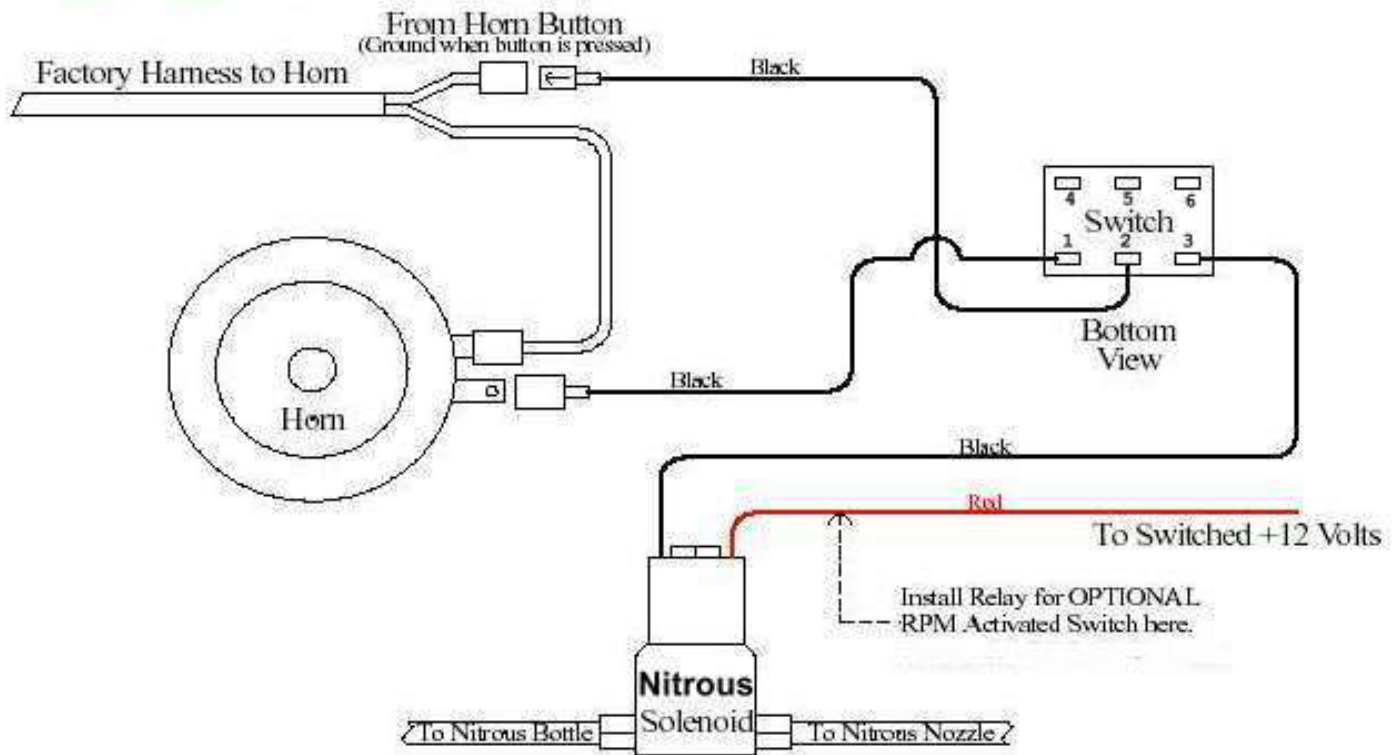 From Horn Button
(Ground when button is pressed)
Factory Harness to Horn
Black
4 5 6
Switch
1 2 3
Bottom
View
Black
Horn
Black
Red
To Switched +12 Volts
Install Relay for OPTIONAL
RPM Activated Switch here.
Nitrous
Solenoid
To Nitrous Bottle
To Nitrous Nozzle